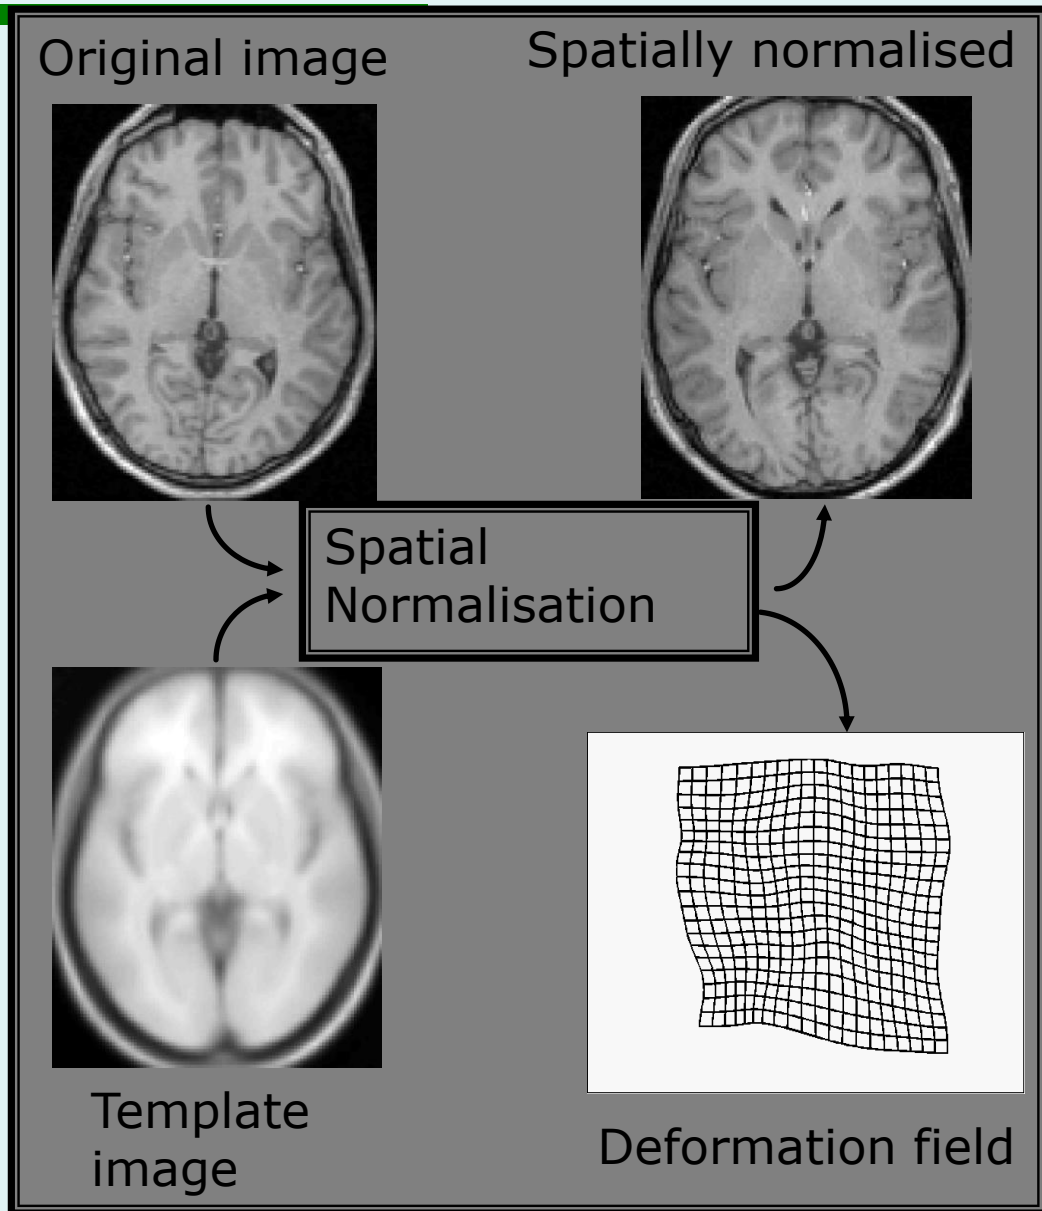 Original image
Spatially normalised
Spatial
Normalisation
Template
image
Deformation field